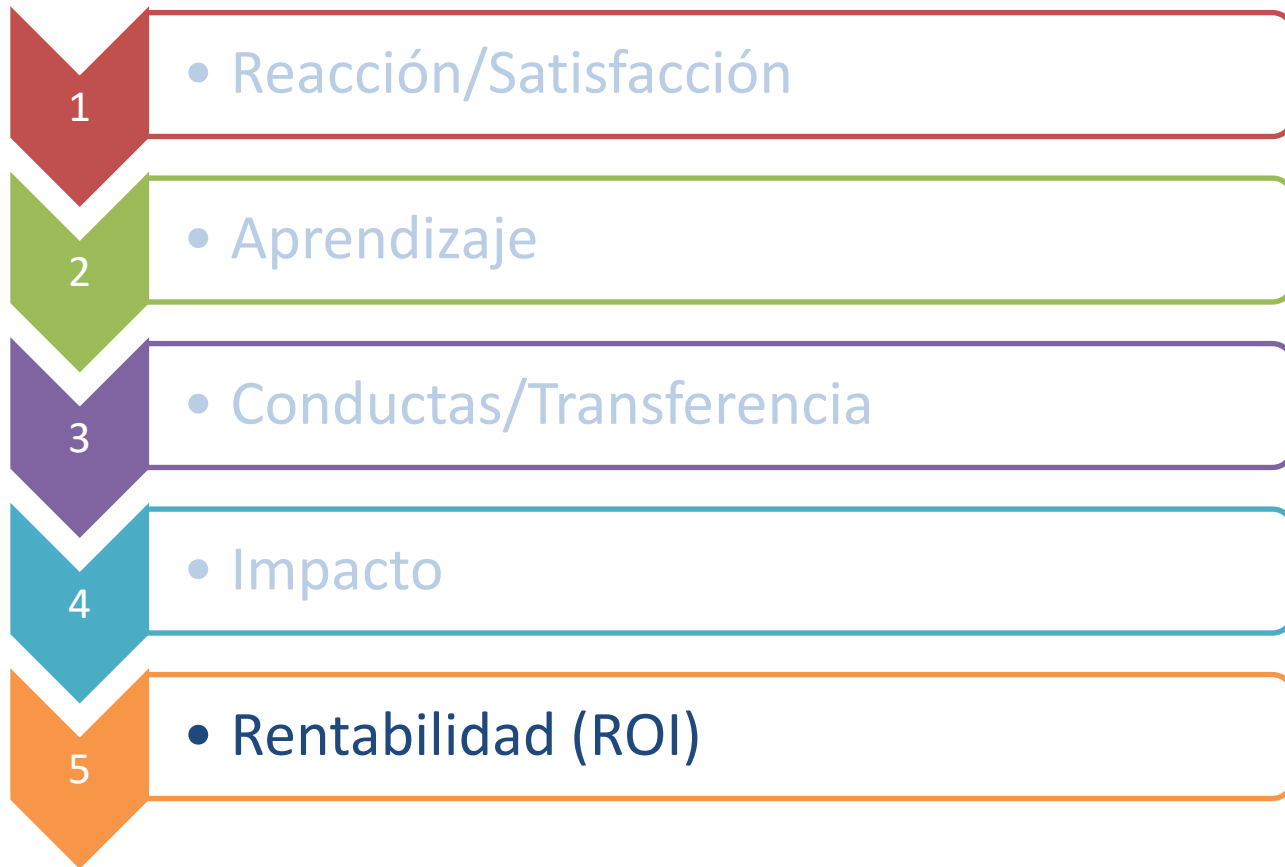 1
• Reacción/Satisfacción
2
• Aprendizaje
3
• Conductas/Transferencia
4
• Impacto
5
• Rentabilidad (ROI)